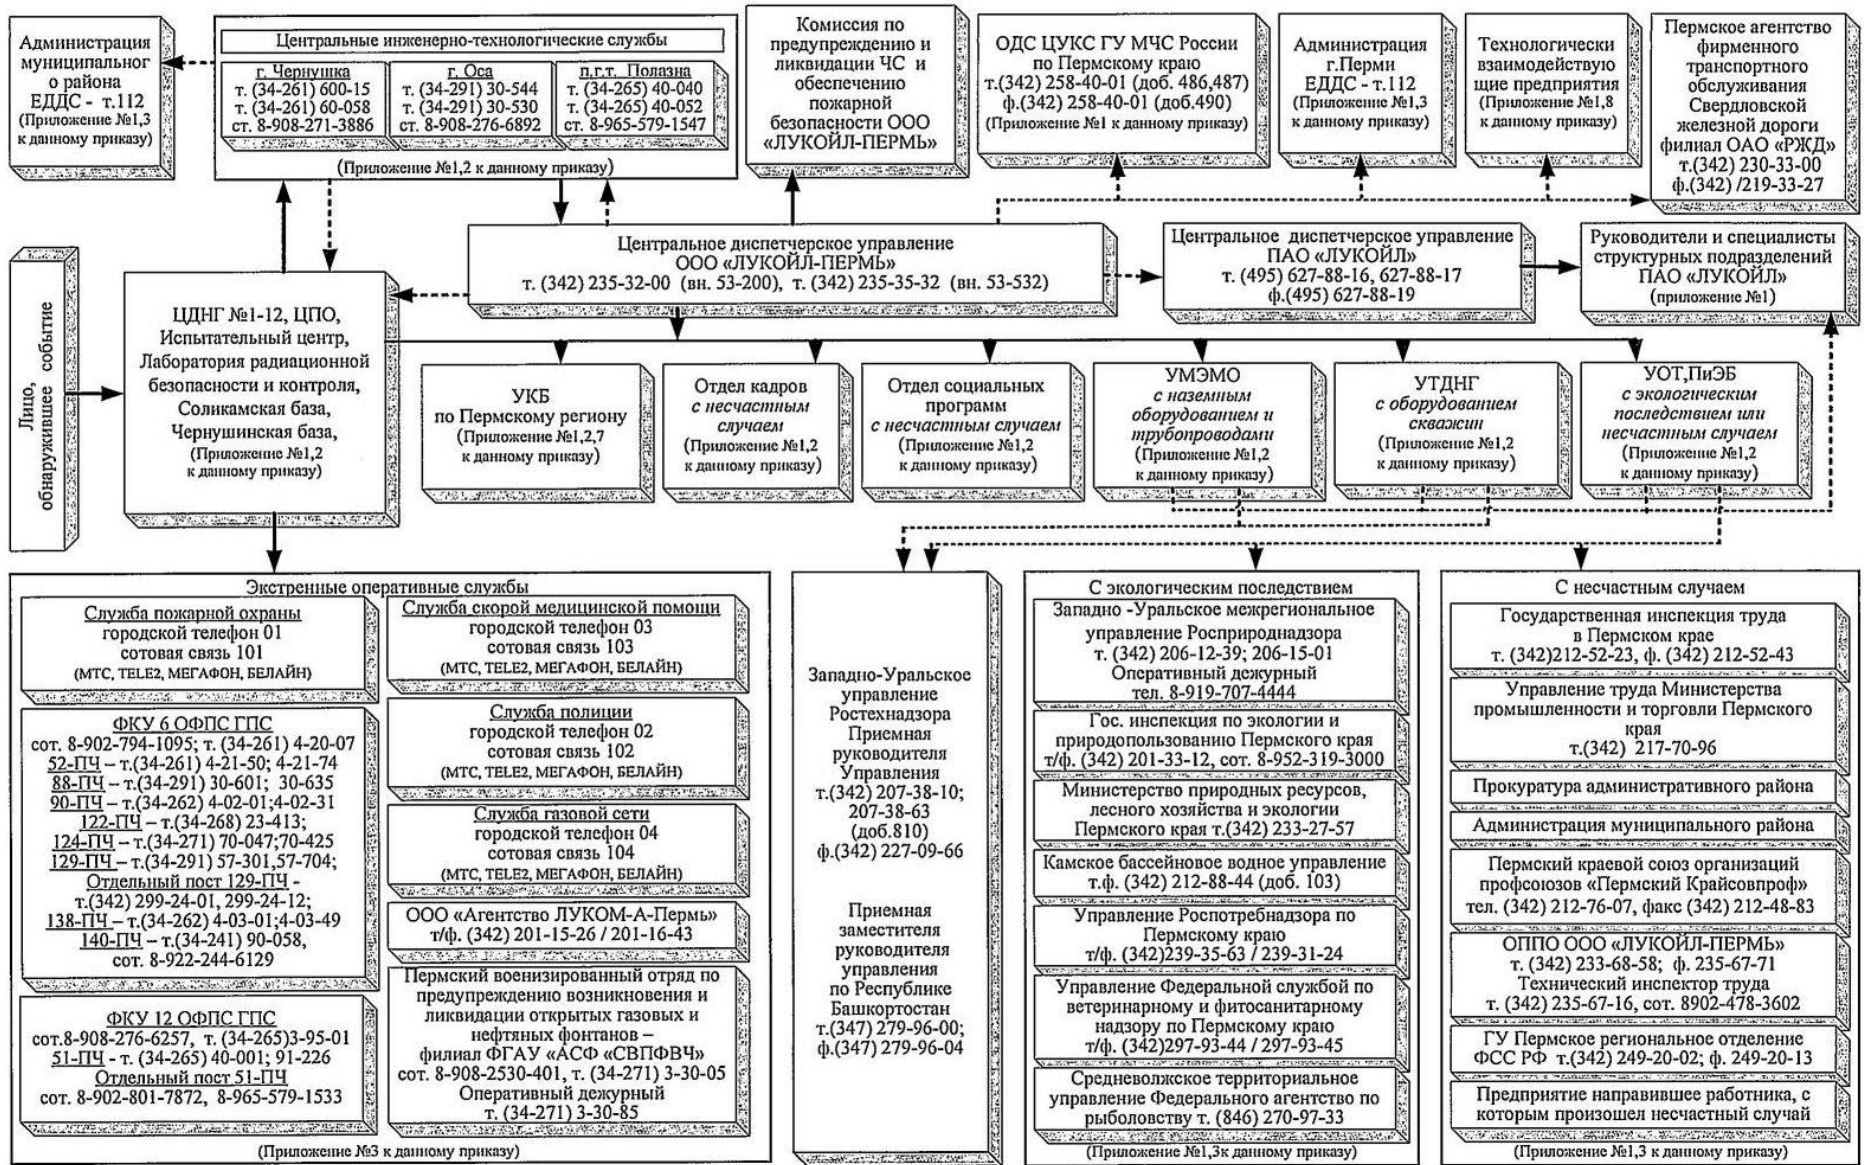 Администрация
муниципальног
о района
ЕДДС - т.112
(Приложение №1,3
к данному приказу)
Центральные инженерно-технологические службы
г. Чернушка
т. (34-261) 600-15
т. (34-261) 60-058
ст. 8-908-271-3886
г. Оса
т. (34-291) 30-544
т. (34-291) 30-530
ст. 8-908-276-6892
п.г.т. Полазна
т. (34-265) 40-040
т. (34-265) 40-052
ст. 8-965-579-1547
(Приложение №1,2 к данному приказу)
Комиссия по
предупреждению и
ликвидации ЧС и
обеспечению
пожарной
безопасности ООО
«ЛУКОЙЛ-ПЕРМЬ»
ОДС ЦУКС ГУ МЧС России
по Пермскому краю
т.(342) 258-40-01 (доб. 486,487)
ф.(342) 258-40-01 (доб.490)
(Приложение №1 к данному приказу)
Администрация
г.Перми
ЕДДС - т.112
(Приложение №1,3
к данному приказу)
Технологически
взаимодействую
щие предприятия
(Приложение №1,8
к данному приказу)
Пермское агентство
фирменного
транспортного
обслуживания
Свердловской
железной дороги
филиал ОАО «РЖД»
т.(342) 230-33-00
ф.(342) /219-33-27
Центральное диспетчерское управление
ООО «ЛУКОЙЛ-ПЕРМЬ»
т. (342) 235-32-00 (вн. 53-200), т. (342) 235-35-32 (вн. 53-532)
Центральное диспетчерское управление
ПАО «ЛУКОЙЛ»
т. (495) 627-88-16, 627-88-17
ф.(495) 627-88-19
Руководители и специалисты
структурных подразделений
ПАО «ЛУКОЙЛ»
(приложение №1)
Лицо,
обнаружившее событие
ЦДНГ №1-12, ЦПО,
Испытательный центр,
Лаборатория радиационной
безопасности и контроля,
Соликамская база,
Чернушинская база,
(Приложение №1,2
к данному приказу)
УКБ
по Пермскому региону
(Приложение №1,2,7
к данному приказу)
Отдел кадров
с несчастным
случаем
(Приложение №1,2
к данному приказу)
Отдел социальных
программ
с несчастным случаем
(Приложение №1,2
к данному приказу)
УМЭМО
с наземным
оборудованием и
трубопроводами
(Приложение №1,2
к данному приказу)
УТДНГ
с оборудованием
скважин
(Приложение №1,2
к данному приказу)
УОТ,ПиЭБ
с экологическим
последствием или
несчастным случаем
(Приложение №1,2
к данному приказу)
Экстренные оперативные службы
Служба пожарной охраны
городской телефон 01
сотовая связь 101
(МТС, TELE2, МЕГАФОН, БЕЛАЙН)
ФКУ 6 ОФПС ГПС
сот. 8-902-794-1095; т. (34-261) 4-20-07
52-ПЧ – т.(34-261) 4-21-50; 4-21-74
88-ПЧ – т.(34-291) 30-601; 30-635
90-ПЧ – т.(34-262) 4-02-01;4-02-31
122-ПЧ – т.(34-268) 23-413;
124-ПЧ – т.(34-271) 70-047;70-425
129-ПЧ – т.(34-291) 57-301,57-704;
Отдельный пост 129-ПЧ -
т.(342) 299-24-01, 299-24-12;
138-ПЧ – т.(34-262) 4-03-01;4-03-49
140-ПЧ – т.(34-241) 90-058,
сот. 8-922-244-6129
ФКУ 12 ОФПС ГПС
сот.8-908-276-6257, т. (34-265)3-95-01
51-ПЧ - т. (34-265) 40-001; 91-226
Отдельный пост 51-ПЧ
сот. 8-902-801-7872, 8-965-579-1533
Служба скорой медицинской помощи
городской телефон 03
сотовая связь 103
(МТС, TELE2, МЕГАФОН, БЕЛАЙН)
Служба полиции
городской телефон 02
сотовая связь 102
(МТС, TELE2, МЕГАФОН, БЕЛАЙН)
Служба газовой сети
городской телефон 04
сотовая связь 104
(МТС, TELE2, МЕГАФОН, БЕЛАЙН)
ООО «Агентство ЛУКОМ-А-Пермь»
т/ф. (342) 201-15-26 / 201-16-43
Пермский военизированный отряд по
предупреждению возникновения и
ликвидации открытых газовых и
нефтяных фонтанов –
филиал ФГАУ «АСФ «СВПФВЧ»
сот. 8-908-2530-401, т. (34-271) 3-30-05
Оперативный дежурный
т. (34-271) 3-30-85
(Приложение №3 к данному приказу)
Западно-Уральское
управление
Ростехнадзора
Приемная
руководителя
Управления
т.(342) 207-38-10;
207-38-63
(доб.810)
ф.(342) 227-09-66
Приемная
заместителя
руководителя
управления
по Республике
Башкортостан
т.(347) 279-96-00;
ф.(347) 279-96-04
С экологическим последствием
Западно -Уральское межрегиональное
управление Росприроднадзора
т. (342) 206-12-39; 206-15-01
Оперативный дежурный
тел. 8-919-707-4444
Гос. инспекция по экологии и
природопользованию Пермского края
т/ф. (342) 201-33-12, сот. 8-952-319-3000
Министерство природных ресурсов,
лесного хозяйства и экологии
Пермского края т.(342) 233-27-57
Камское бассейновое водное управление
т.ф. (342) 212-88-44 (доб. 103)
Управление Роспотребнадзора по
Пермскому краю
т/ф. (342)239-35-63 / 239-31-24
Управление Федеральной службой по
ветеринарному и фитосанитарному
надзору по Пермскому краю
т/ф. (342)297-93-44 / 297-93-45
Средневолжское территориальное
управление Федерального агентство по
рыболовству т. (846) 270-97-33
(Приложение №1,3к данному приказу)
С несчастным случаем
Государственная инспекция труда
в Пермском крае
т. (342)212-52-23, ф. (342) 212-52-43
Управление труда Министерства
промышленности и торговли Пермского
края
т.(342) 217-70-96
Прокуратура административного района
Администрация муниципального района
Пермский краевой союз организаций
профсоюзов «Пермский Крайсовпроф»
тел. (342) 212-76-07, факс (342) 212-48-83
ОППО ООО «ЛУКОЙЛ-ПЕРМЬ»
т. (342) 233-68-58; ф. 235-67-71
Технический инспектор труда
т. (342) 235-67-16, сот. 8902-478-3602
ГУ Пермское региональное отделение
ФСС РФ т.(342) 249-20-02; ф. 249-20-13
Предприятие направившее работника, с
которым произошел несчастный случай
(Приложение №1,3 к данному приказу)